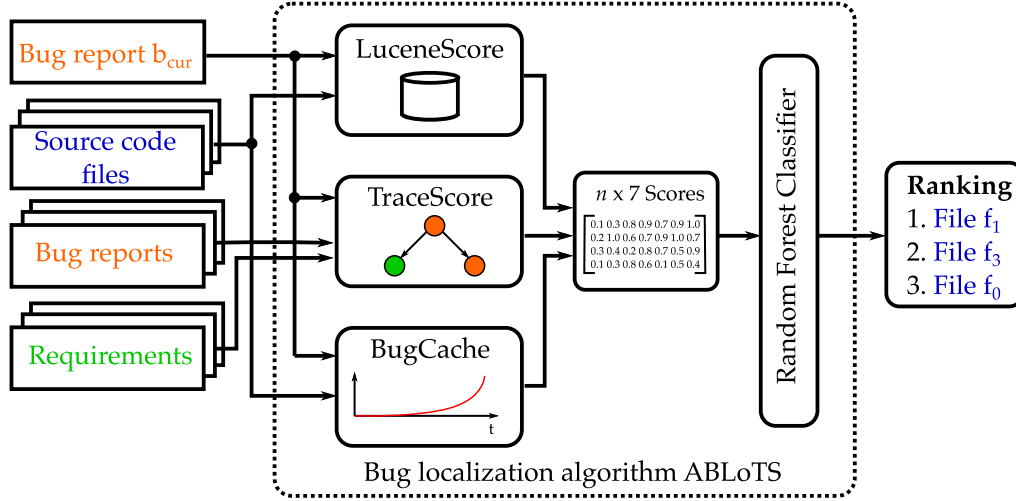 Bug report b_cur
Source code
files
Bug reports
Requirements
LuceneScore
TraceScore
BugCache
t
n x 7 Scores
0.1 0.3 0.8 0.9 0.7 0.9 1.0
0.2 1.0 0.6 0.7 0.9 1.0 0.7
0.3 0.4 0.2 0.8 0.7 0.5 0.9
0.1 0.3 0.8 0.6 0.1 0.5 0.4
Random Forest Classifier
Ranking
1. File f_1
2. File f_3
3. File f_0
Bug localization algorithm ABLoTS